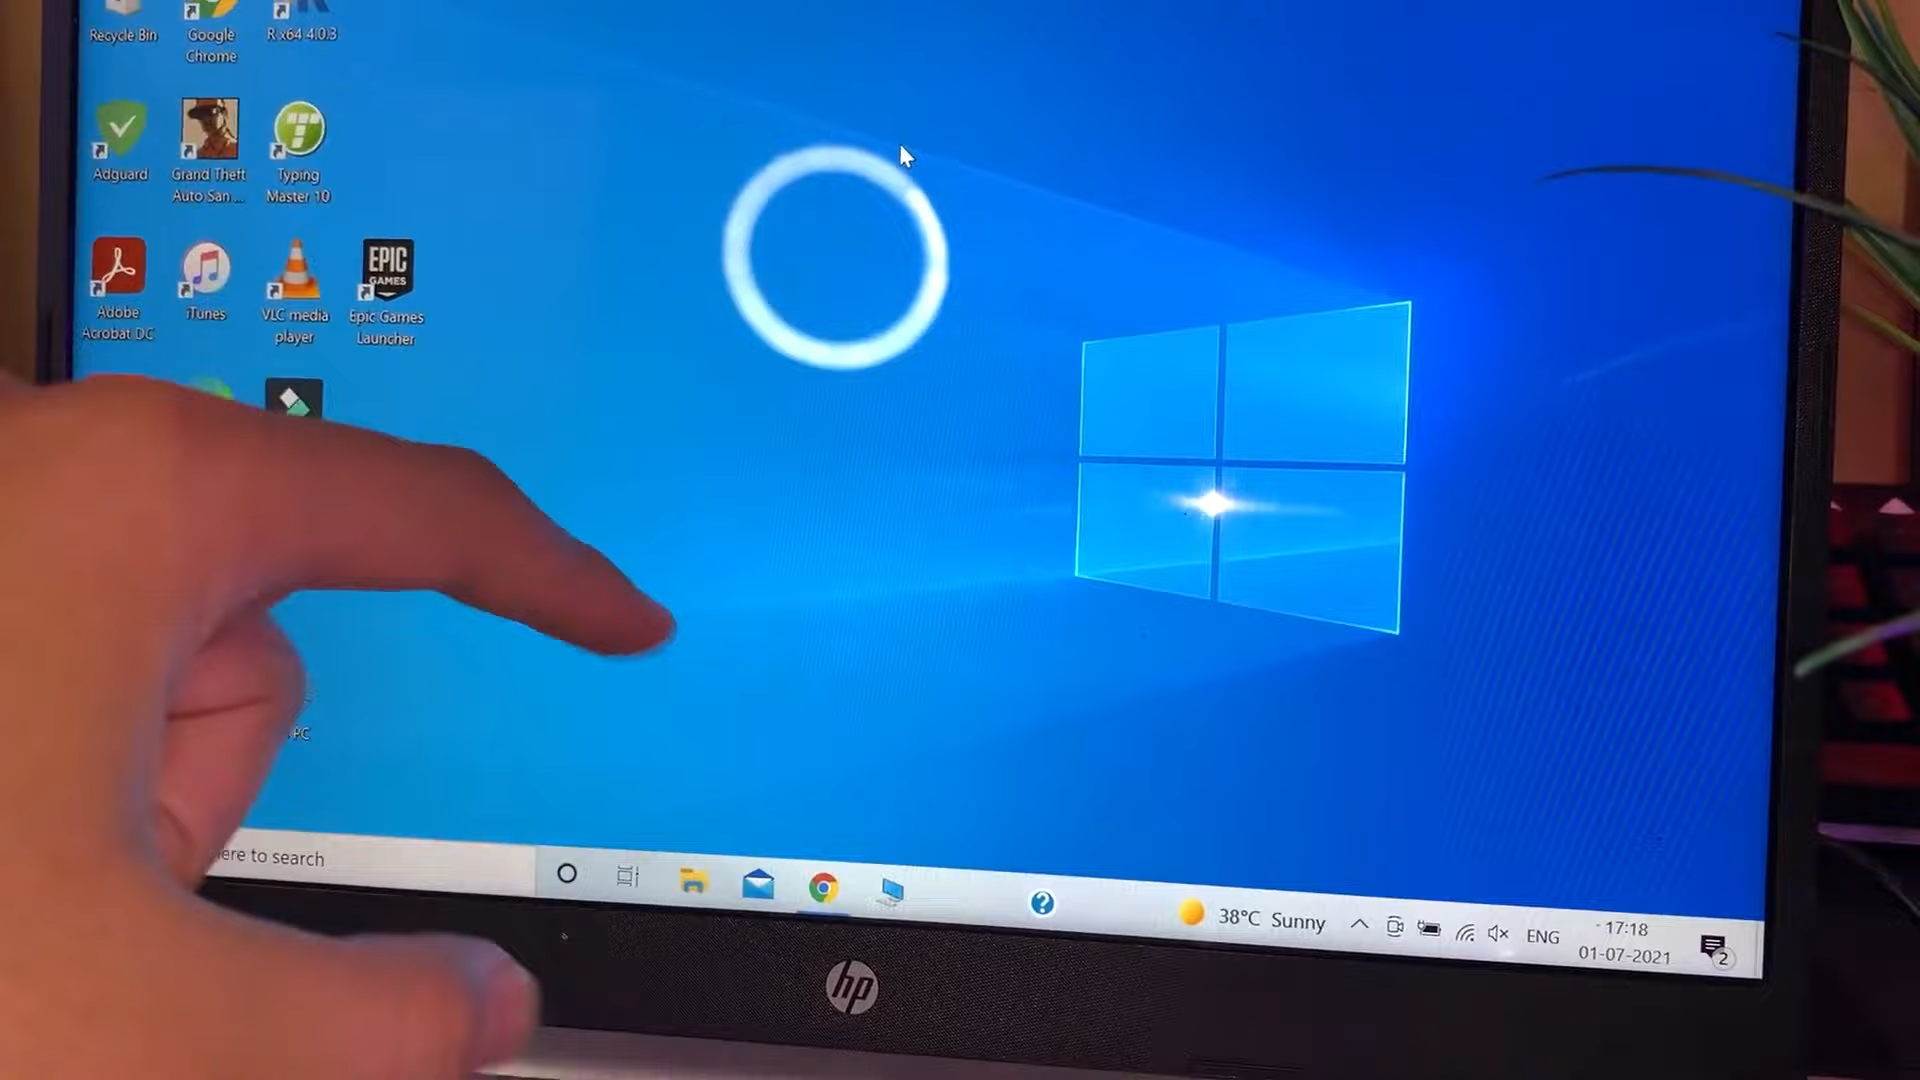 Recycle Bin
Google
Chrome
R x64 4.0.3
Adguard
Grand Theft
Auto San ...
Typing
Master 10
Adobe
Acrobat DC
iTunes
VLC media
player
EPIC
GAMES
Epic Games
Launcher
PC
here to search
38°C Sunny
ENG
17:18
01-07-2021
2
hp